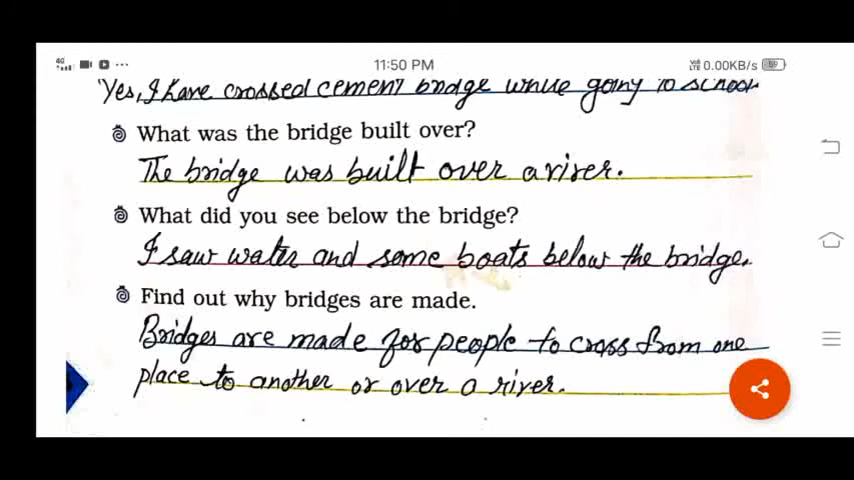 4G ...
11:50 PM
0.00KB/s 59
Yes, I have crossed cement bridge while going to school
What was the bridge built over?
The bridge was built over a river.
What did you see below the bridge?
I saw water and some boats below the bridge.
Find out why bridges are made.
Bridges are made for people to cross from one
place to another or over a river.